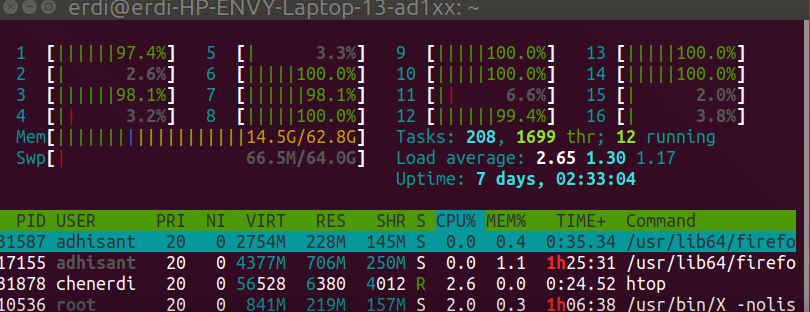 erdi@erdi-HP-ENVY-Laptop-13-ad1xx: ~
1 [||||||97.4%] 5 [| 3.3%] 9 [|||||100.0%] 13 [|||||100.0%]
2 [| 2.6%] 6 [|||||100.0%] 10 [|||||100.0%] 14 [|||||100.0%]
3 [||||||98.1%] 7 [||||||98.1%] 11 [|| 6.6%] 15 [| 2.0%]
4 [|| 3.2%] 8 [|||||100.0%] 12 [||||||99.4%] 16 [| 3.8%]
Mem[||||||||||||||||||||14.5G/62.8G] Tasks: 208, 1699 thr; 12 running
Swp[| 66.5M/64.0G] Load average: 2.65 1.30 1.17
Uptime: 7 days, 02:33:04
PID USER PRI NI VIRT RES SHR S CPU% MEM% TIME+ Command
31587 adhisant 20 0 2754M 228M 145M S 0.0 0.4 0:35.34 /usr/lib64/firefo
17155 adhisant 20 0 4377M 706M 250M S 0.0 1.1 1h25:31 /usr/lib64/firefo
31878 chenerdi 20 0 56528 6380 4012 R 2.6 0.0 0:24.52 htop
10536 root 20 0 841M 219M 157M S 2.0 0.3 1h06:38 /usr/bin/X -nolis